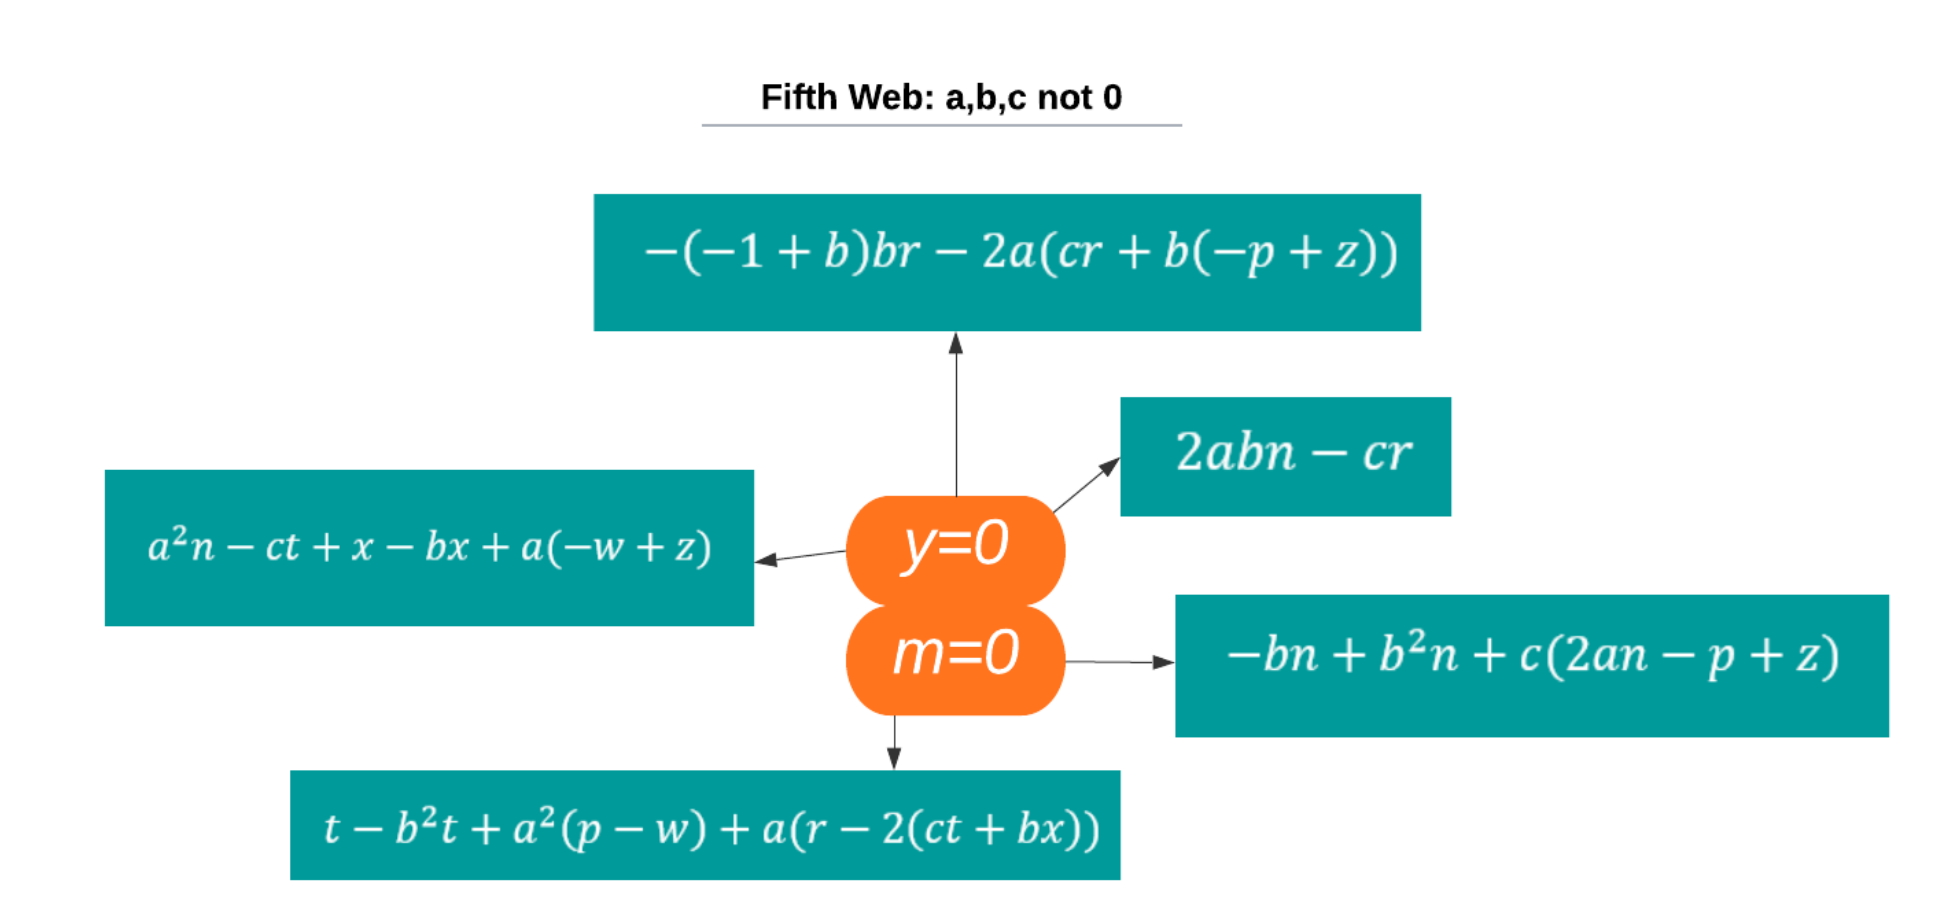 Fifth Web: a,b,c not 0
−(−1 + b)br − 2a(cr + b(−p + z))
2abn − cr
a²n − ct + x − bx + a(−w + z)
y=0
m=0
−bn + b²n + c(2an − p + z)
t − b²t + a²(p − w) + a(r − 2(ct + bx))